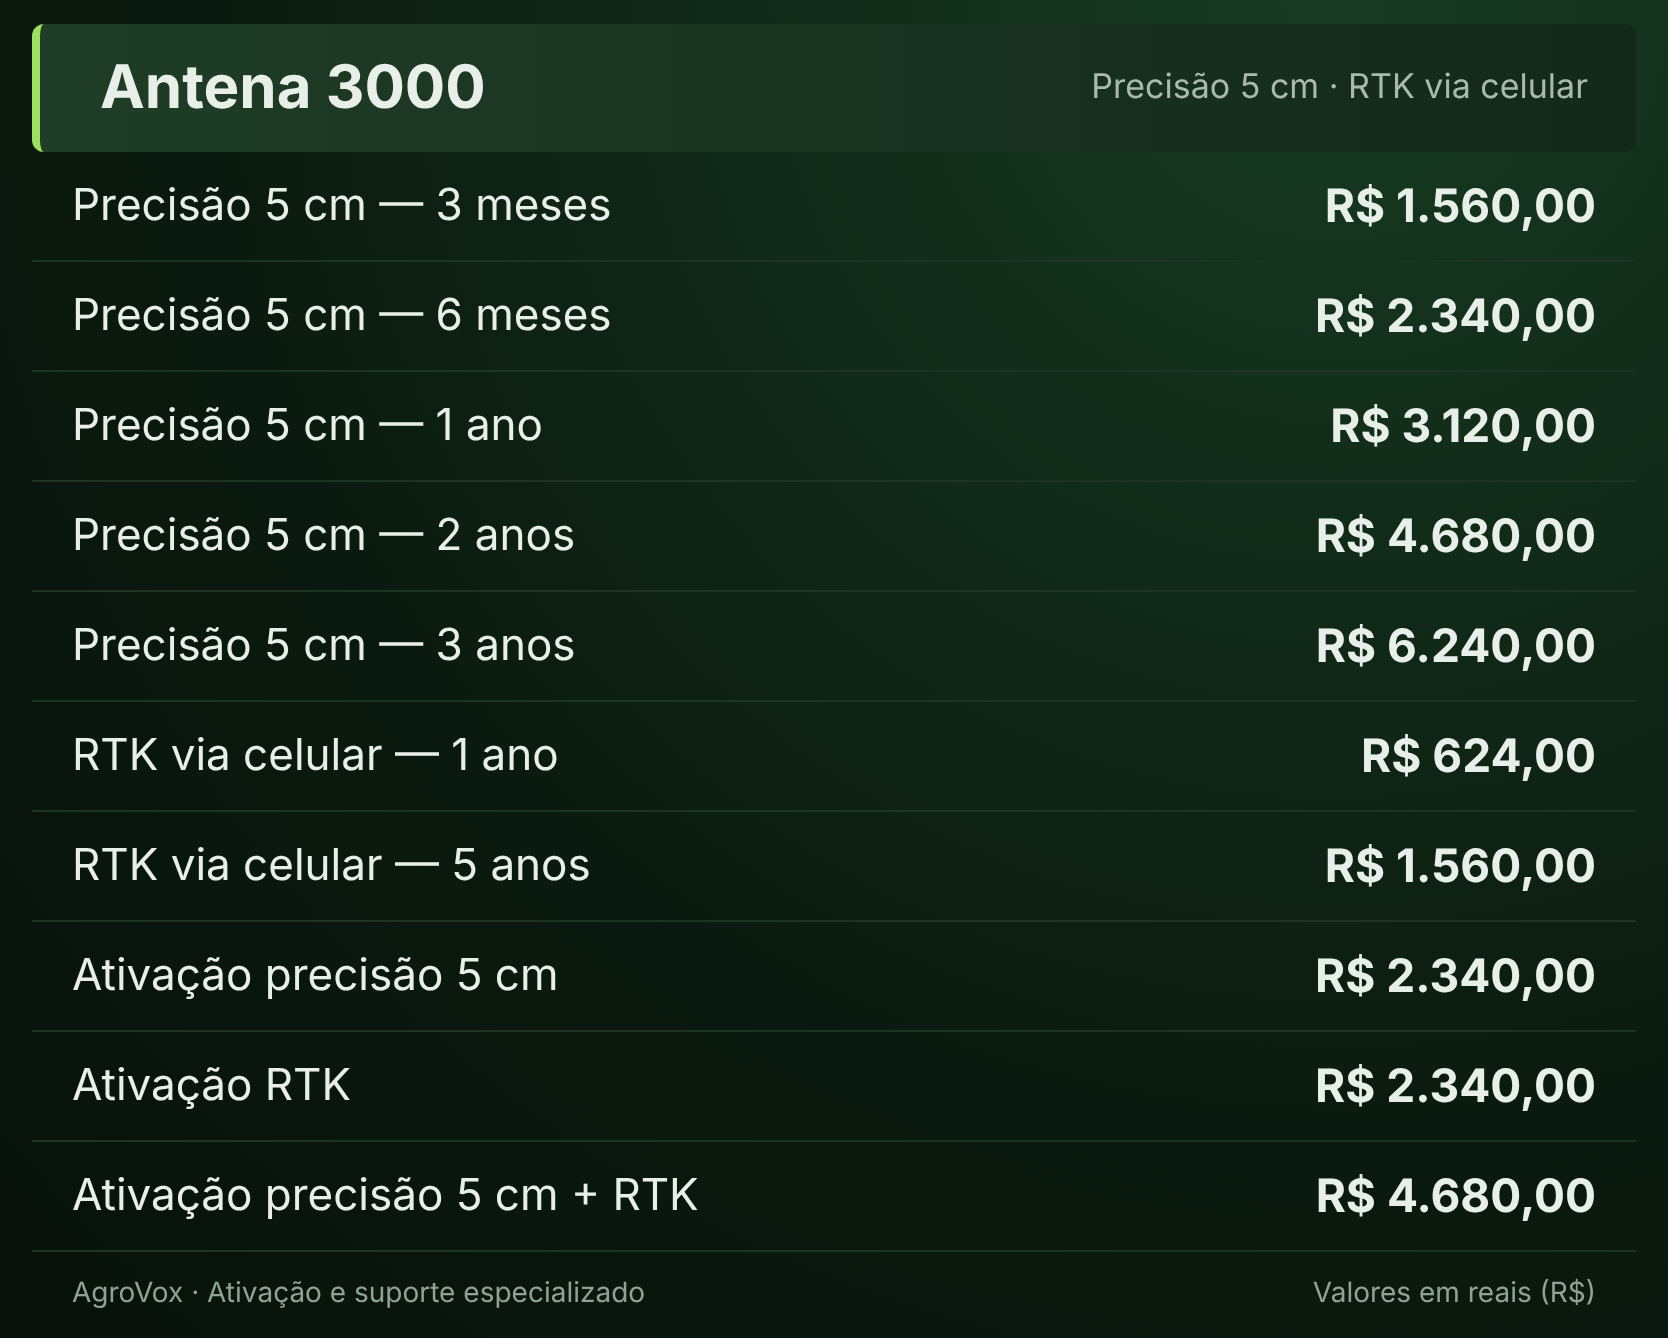 Antena 3000
Precisão 5 cm · RTK via celular
Precisão 5 cm — 3 meses R$ 1.560,00
Precisão 5 cm — 6 meses R$ 2.340,00
Precisão 5 cm — 1 ano R$ 3.120,00
Precisão 5 cm — 2 anos R$ 4.680,00
Precisão 5 cm — 3 anos R$ 6.240,00
RTK via celular — 1 ano R$ 624,00
RTK via celular — 5 anos R$ 1.560,00
Ativação precisão 5 cm R$ 2.340,00
Ativação RTK R$ 2.340,00
Ativação precisão 5 cm + RTK R$ 4.680,00
AgroVox · Ativação e suporte especializado
Valores em reais (R$)